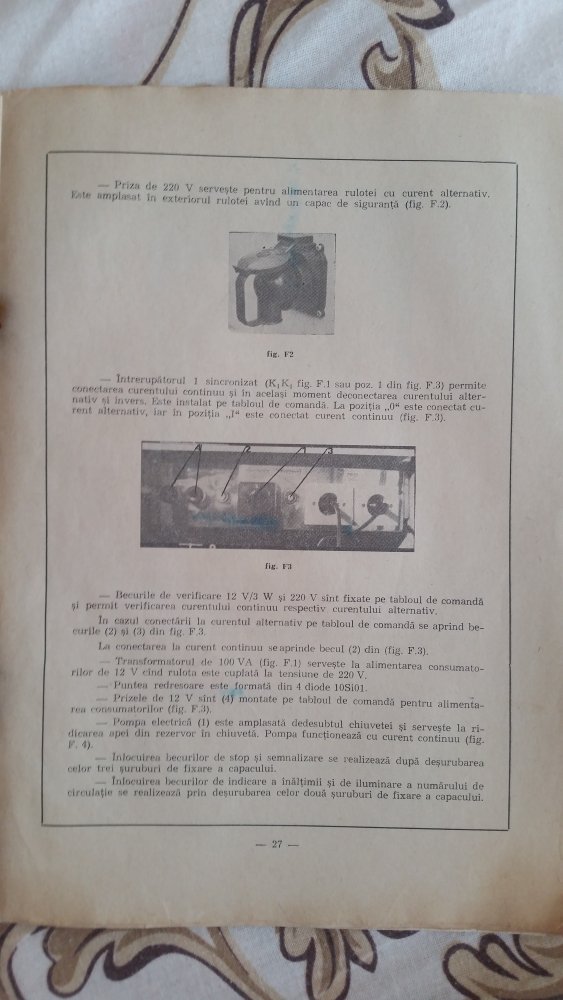 — Priza de 220 V servește pentru alimentarea rulotei cu curent alternativ.
Este amplasat în exteriorul rulotei avînd un capac de siguranță (fig. F.2).
fig. F2
— Întrerupătorul 1 sincronizat (K₁K₁ fig. F.1 sau poz. 1 din fig. F.3) permite
conectarea curentului continuu și în același moment deconectarea curentului alter-
nativ și invers. Este instalat pe tabloul de comandă. La poziția „0“ este conectat cu-
rent alternativ, iar în poziția „I“ este conectat curent continuu (fig. F.3).
4 2 1 3
fig. F3
— Becurile de verificare 12 V/3 W și 220 V sînt fixate pe tabloul de comandă
și permit verificarea curentului continuu respectiv curentului alternativ.
În cazul conectării la curentul alternativ pe tabloul de comandă se aprind be-
curile (2) și (3) din fig. F.3.
La conectarea la curent continuu se aprinde becul (2) din (fig. F.3).
— Transformatorul de 100 VA (fig. F.1) servește la alimentarea consumato-
rilor de 12 V cînd rulota este cuplată la tensiune de 220 V.
— Puntea redresoare este formată din 4 diode 10Si01.
— Prizele de 12 V sînt (4) montate pe tabloul de comandă pentru alimenta-
rea consumatorilor (fig. F.3).
— Pompa electrică (1) este amplasată dedesubtul chiuvetei și servește la ri-
dicarea apei din rezervor în chiuvetă. Pompa funcționează cu curent continuu (fig.
F. 4).
— Înlocuirea becurilor de stop și semnalizare se realizează după deșurubarea
celor trei șuruburi de fixare a capacului.
— Înlocuirea becurilor de indicare a înălțimii și de iluminare a numărului de
circulație se realizează prin deșurubarea celor două șuruburi de fixare a capacului.
— 27 —